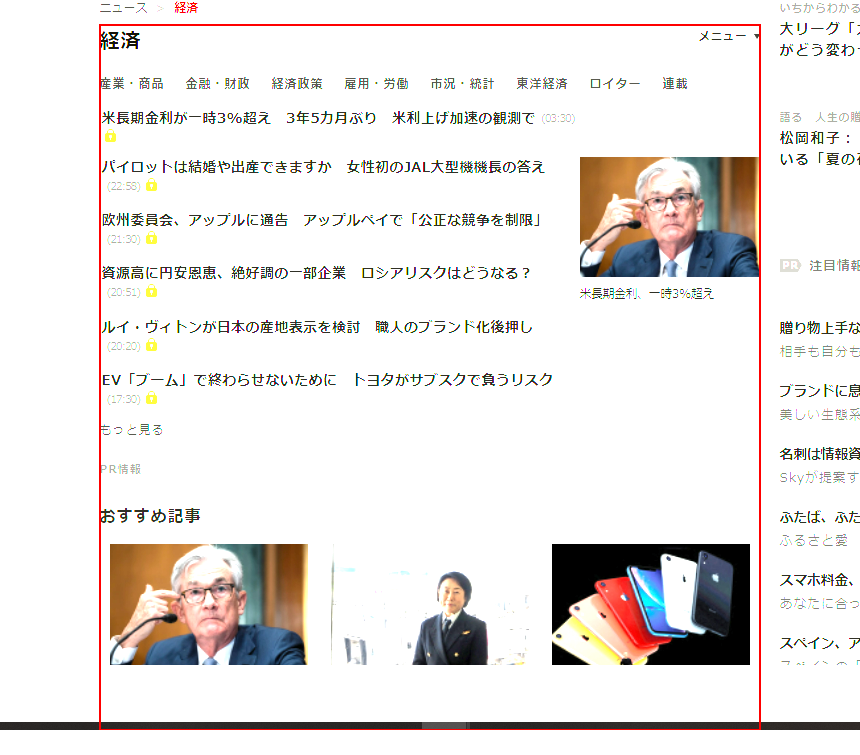 ニュース > 経済
経済
メニュー ▼
産業・商品 金融・財政 経済政策 雇用・労働 市況・統計 東洋経済 ロイター 連載
米長期金利が一時3%超え 3年5カ月ぶり 米利上げ加速の観測で (03:30)
パイロットは結婚や出産できますか 女性初のJAL大型機機長の答え
(22:58)
欧州委員会、アップルに通告 アップルペイで「公正な競争を制限」
(21:30)
資源高に円安恩恵、絶好調の一部企業 ロシアリスクはどうなる?
(20:51)
ルイ・ヴィトンが日本の産地表示を検討 職人のブランド化後押し
(20:20)
EV「ブーム」で終わらせないために トヨタがサブスクで負うリスク
(17:30)
米長期金利、一時3%超え
もっと見る
PR情報
おすすめ記事
いちからわかる
大リーグ「
がどう変わ
語る 人生の贈
松岡和子：
いる「夏の
PR 注目情報
贈り物上手な
相手も自分も
ブランドに息
美しい生態系
名刺は情報資
Skyが提案す
ふたば、ふた
ふるさと愛
スマホ料金、
あなたに合っ
スペイン、ア